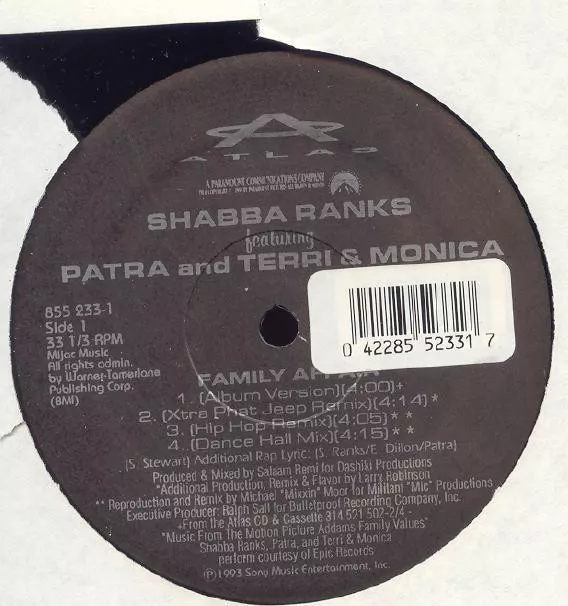 ATLAS
A PARAMOUNT COMMUNICATIONS COMPANY
SHABBA RANKS
featuring
PATRA and TERRI & MONICA
855 233-1
Side 1
33 1/3 RPM
Mijac Music
All rights admin.
by Warner-Tamerlane
Publishing Corp.
(BMI)
0 42285 52331 7
FAMILY AFFAIR
1. (Album Version)(4:00)+
2. (Xtra Phat Jeep Remix)(4:14)*
3. (Hip Hop Remix)(4:05)**
4. (Dance Hall Mix)(4:15)**
(S. Stewart) Additional Rap Lyric: (S. Ranks/E. Dillon/Patra)
Produced & Mixed by Salaam Remi for Dashiki Productions
*Additional Production, Remix & Flavor by Larry Robinson
** Reproduction and Remix by Michael "Mixxin" Moor for Militant "Mic" Productions
Executive Producer: Ralph Sall for Bulletproof Recording Company, Inc.
+From the Atlas CD & Cassette 314 521 502-2/4 -
"Music From The Motion Picture Addams Family Values"
Shabba Ranks, Patra, and Terri & Monica
perform courtesy of Epic Records
℗1993 Sony Music Entertainment, Inc.